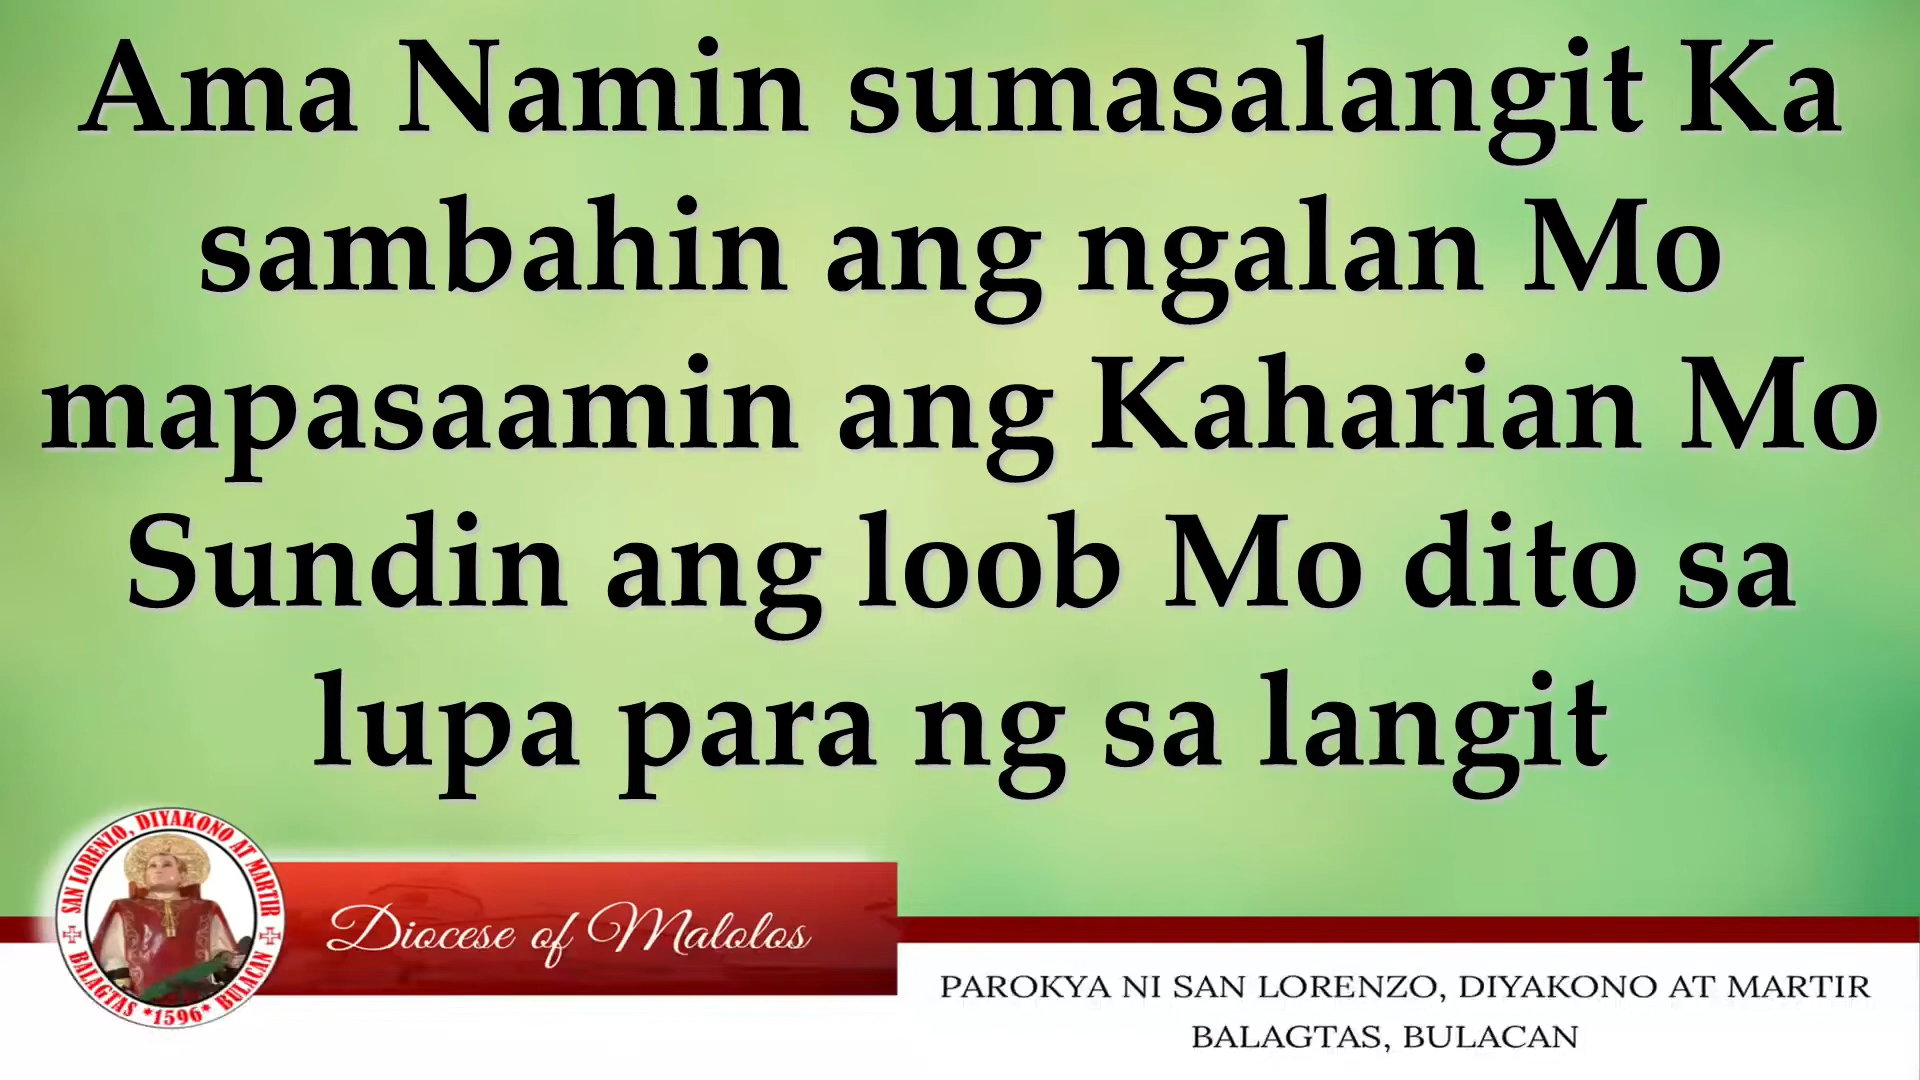 Ama Namin sumasalangit Ka
sambahin ang ngalan Mo
mapasaamin ang Kaharian Mo
Sundin ang loob Mo dito sa
lupa para ng sa langit
SAN LORENZO, DIYAKONO AT MARTIR
BALAGTAS *1596* BULACAN
Diocese of Malolos
PAROKYA NI SAN LORENZO, DIYAKONO AT MARTIR
BALAGTAS, BULACAN